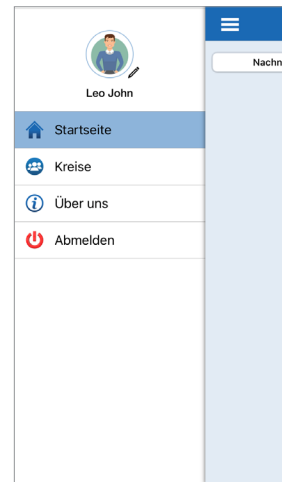 Leo John
Startseite
Kreise
Über uns
Abmelden
Nachn